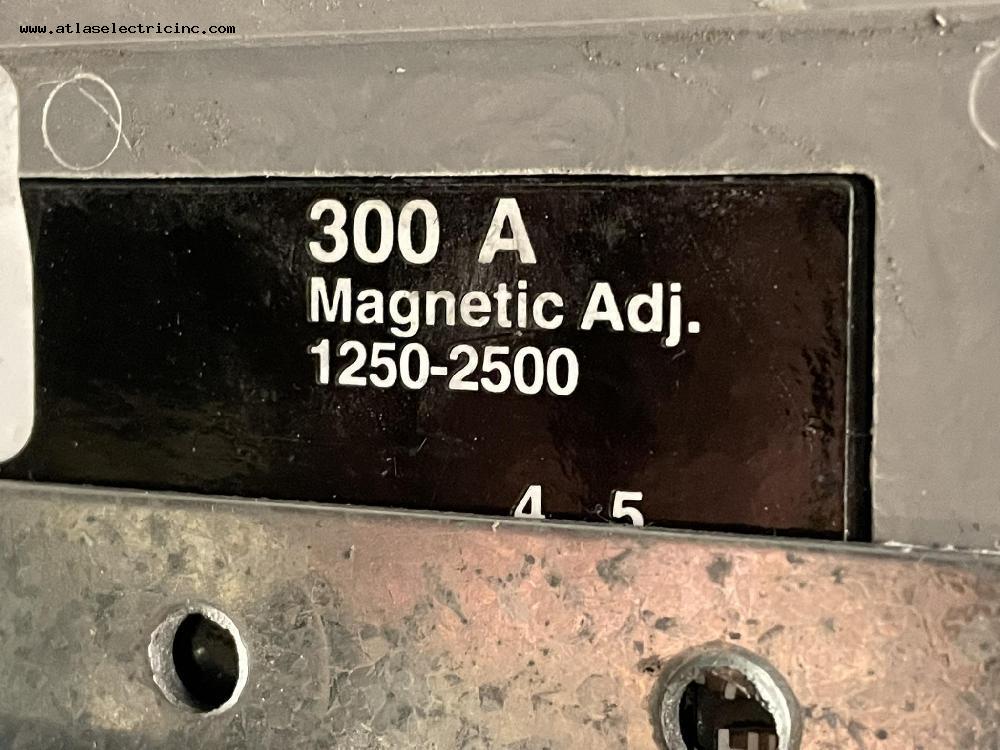 www.atlaselectricinc.com
300 A
Magnetic Adj.
1250-2500
4 5